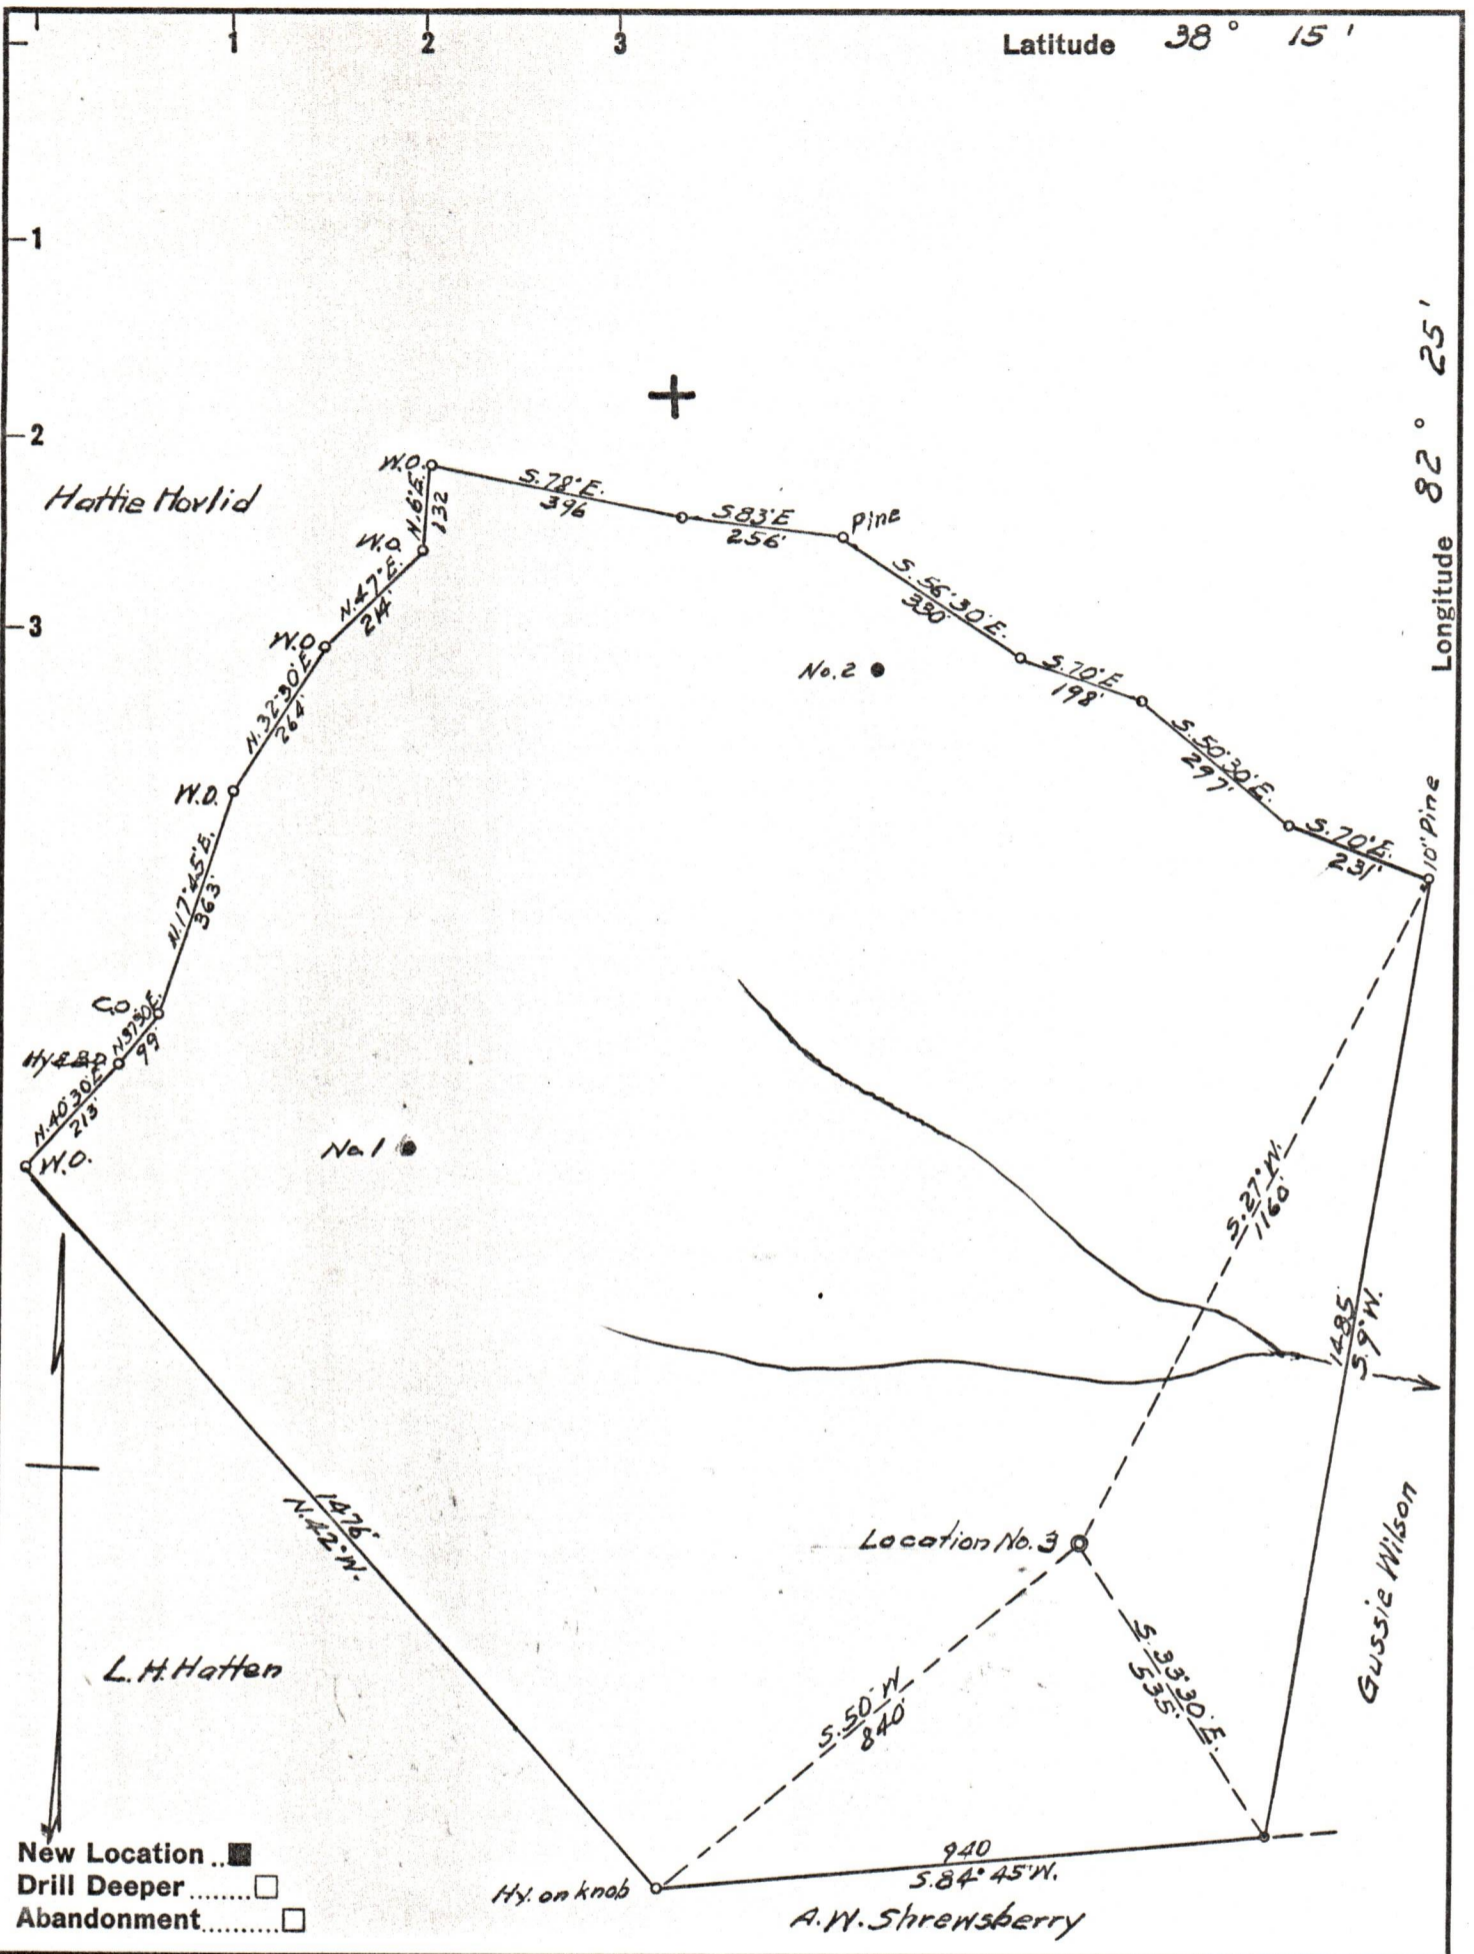 1 2 3 Latitude 38° 15'
1
2
3
Longitude 82° 25'
Hattie Havlid
W.O.
N.6°E.
132
S.78°E.
396
S.83°E
256'
Pine
S.56°30'E.
330'
S.70°E
198'
S.50°30'E.
297'
S.70°E.
231'
10" Pine
W.O.
N.47°E.
214'
W.O
N.32°30'E
264'
No.2
W.O.
N.17°45'E.
363'
C.O.
N37°30'E.
99'
N.40°30'E
213'
W.O.
No.1
S.27°W.
1160'
1485'
S.9°W.
1476'
N.42°W.
Location No.3
Gussie Wilson
L.H.Hatten
S.50°W
840'
S.33°30'E.
535'
New Location ..
Drill Deeper ........
Abandonment ..........
Hy. on knob
940
S.84°45'W.
A.W.Shrewsberry